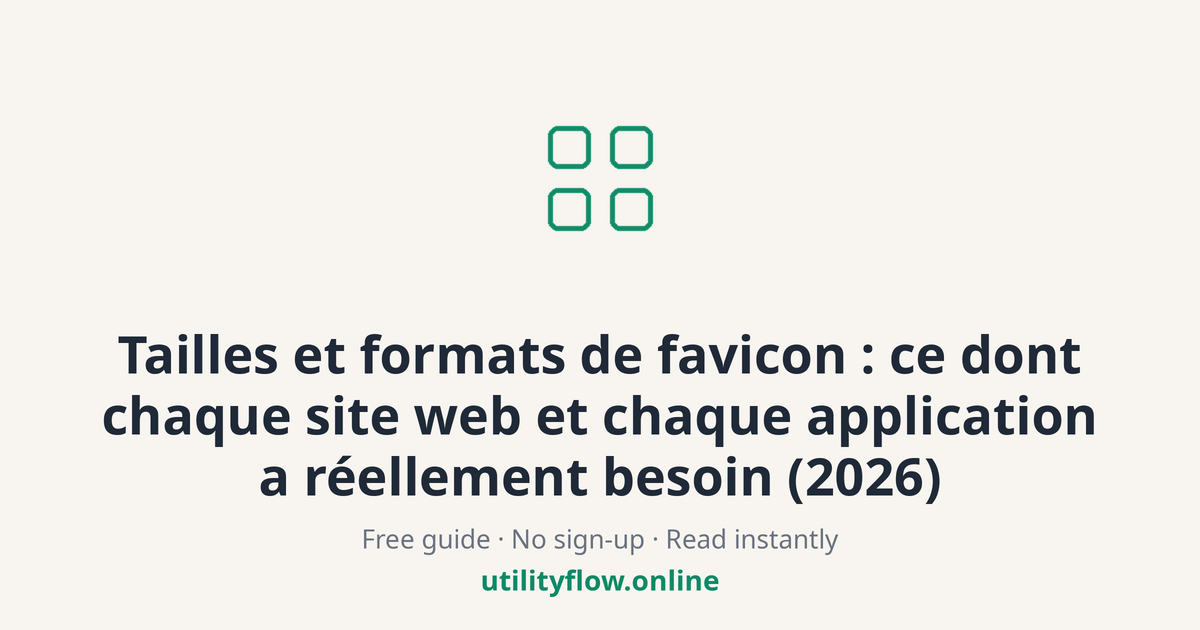 Tailles et formats de favicon : ce dont
chaque site web et chaque application
a réellement besoin (2026)
Free guide · No sign-up · Read instantly
utilityflow.online